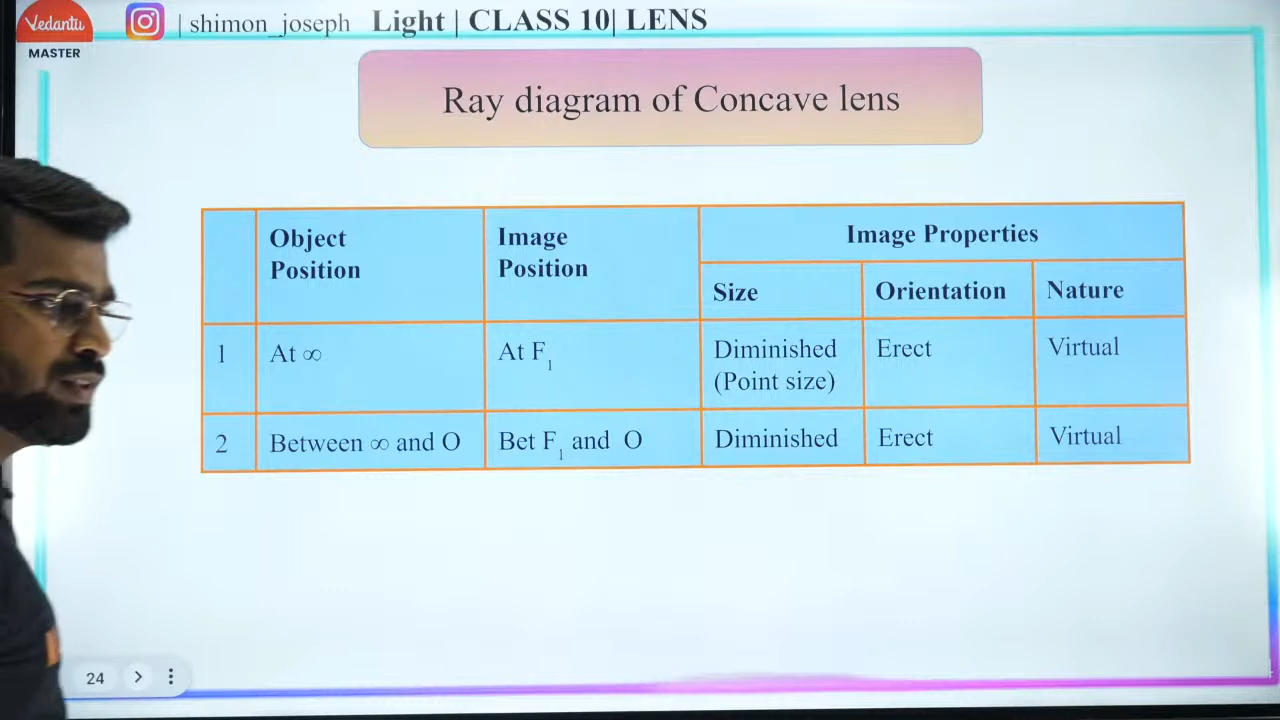 Vedantu
MASTER
| shimon_joseph
Light | CLASS 10| LENS
Ray diagram of Concave lens
Object
Position
Image
Position
Image Properties
Size
Orientation
Nature
1
At ∞
At F1
Diminished
(Point size)
Erect
Virtual
2
Between ∞ and O
Bet F1 and O
Diminished
Erect
Virtual
24